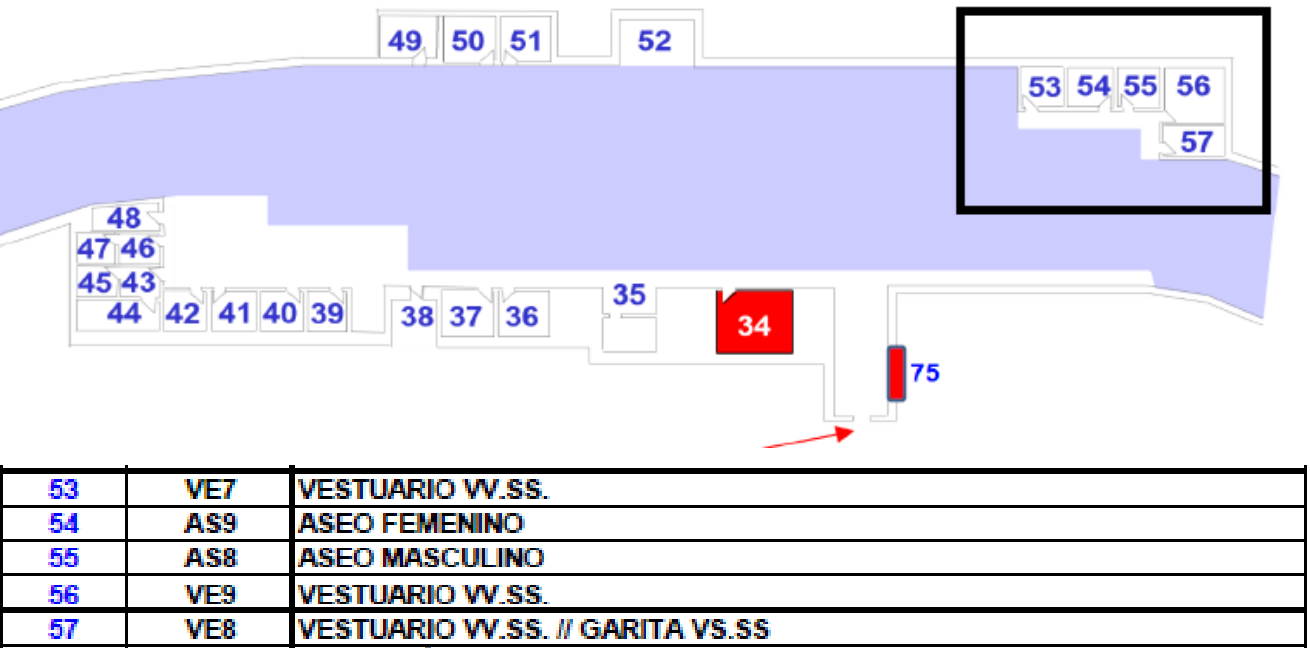 49 50 51 52
53 54 55 56
57
48
47 46
45 43
44 42 41 40 39 38 37 36 35 34
75
53 VE7 VESTUARIO VV.SS.
54 AS9 ASEO FEMENINO
55 AS8 ASEO MASCULINO
56 VE9 VESTUARIO VV.SS.
57 VE8 VESTUARIO VV.SS. // GARITA VS.SS